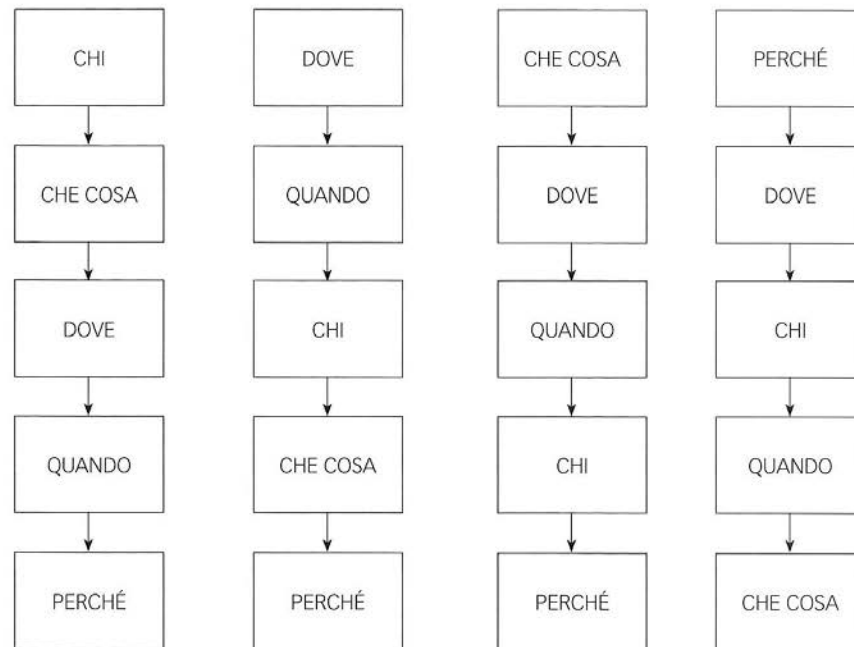 CHI
CHE COSA
DOVE
QUANDO
PERCHÉ
DOVE
QUANDO
CHI
CHE COSA
PERCHÉ
CHE COSA
DOVE
QUANDO
CHI
PERCHÉ
PERCHÉ
DOVE
CHI
QUANDO
CHE COSA